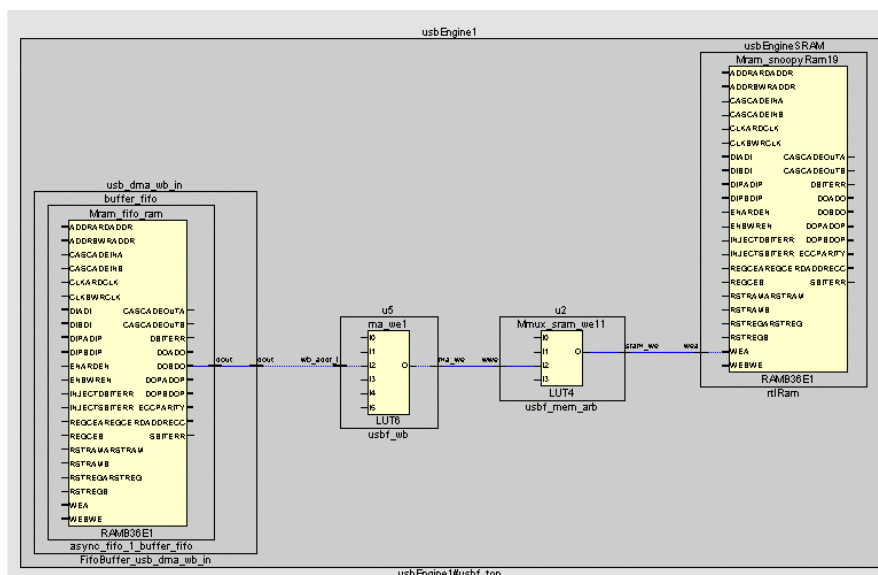 usbEngine1
usbEngineSRAM
Mram_snoopyRam19
ADDRARDADDR
ADDRBWRADDR
CASCADEINA
CASCADEINB
CLKARDCLK
CLKBWRCLK
DIADI CASCADEOUTA
DIBDI CASCADEOUTB
DIPADIP DBITERR
DIPBDIP DOADO
ENARDEN DOBDO
ENBWREN DOPADOP
INJECTDBITERR DOPBDOP
INJECTSBITERR ECCPARITY
REGCEAREGCE RDADDRECC
REGCEB SBITERR
RSTRAMARSTRAM
RSTRAMB
RSTREGARSTREG
RSTREGB
WEA
WEBWE
RAMB36E1
rtlRam
usb_dma_wb_in
buffer_fifo
Mram_fifo_ram
ADDRARDADDR
ADDRBWRADDR
CASCADEINA
CASCADEINB
CLKARDCLK
CLKBWRCLK
DIADI CASCADEOUTA
DIBDI CASCADEOUTB
DIPADIP DBITERR
DIPBDIP DOADO
ENARDEN DOBDO
ENBWREN DOPADOP
INJECTDBITERR DOPBDOP
INJECTSBITERR ECCPARITY
REGCEAREGCE RDADDRECC
REGCEB SBITERR
RSTRAMARSTRAM
RSTRAMB
RSTREGARSTREG
RSTREGB
WEA
WEBWE
RAMB36E1
async_fifo_1_buffer_fifo
FifoBuffer_usb_dma_wb_in
dout dout wb_addr_i
u5
ma_we1
I0
I1
I2 O
I3
I4
I5
LUT6
usbf_wb
ma_we wwe
u2
Mmux_sram_we11
I0
I1 O
I2
I3
LUT4
usbf_mem_arb
sram_we wea
usbEngine1#usbf_top